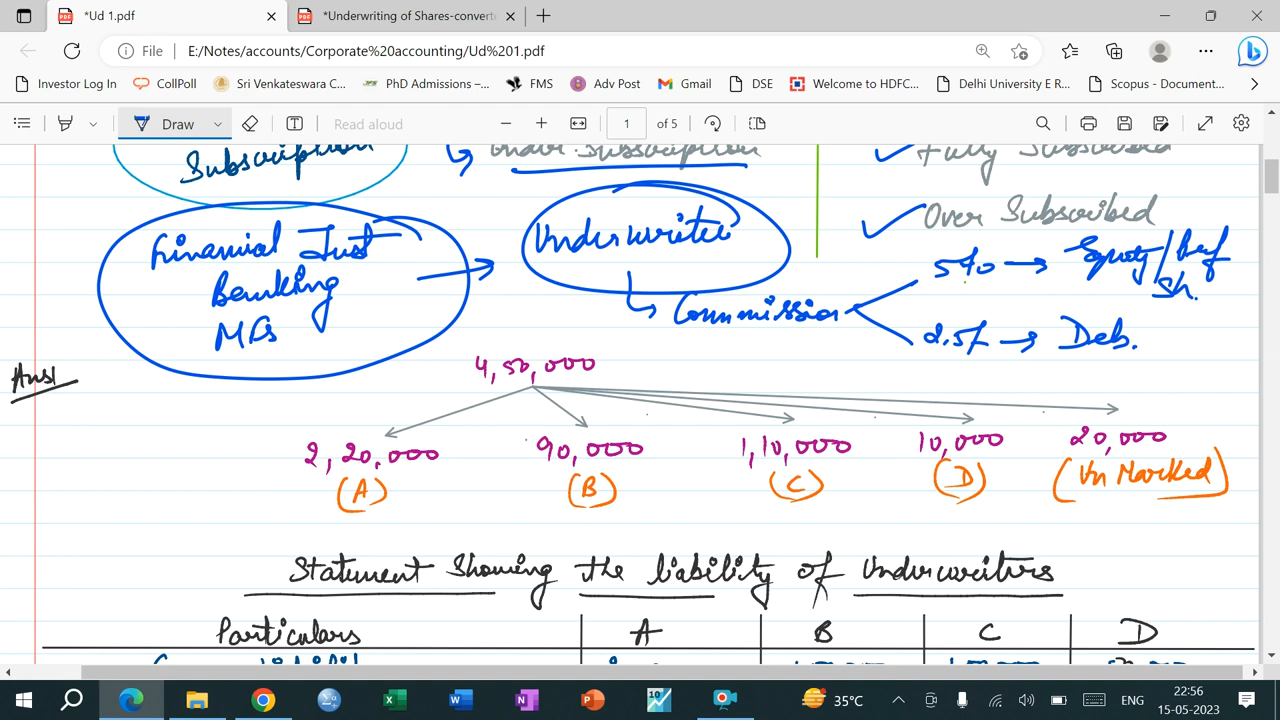 *Ud 1.pdf
*Underwriting of Shares-converte
File E:/Notes/accounts/Corporate%20accounting/Ud%201.pdf
Investor Log In CollPoll Sri Venkateswara C... PhD Admissions –... FMS Adv Post Gmail DSE Welcome to HDFC... Delhi University E R... Scopus - Document...
Draw Read aloud 1 of 5
Subscription
Under Subscription
Fully Subscribed
Over Subscribed
Financial Inst
Banking
MFs
Underwriter
Commission
5% → Equity/Pref
Sh.
2.5% → Deb.
Ans
4,50,000
2,20,000 90,000 1,10,000 10,000 20,000
(A) (B) (C) (D) (Un Marked)
Statement Showing the liability of Underwriters
Particulars A B C D
35°C ENG 22:56
15-05-2023